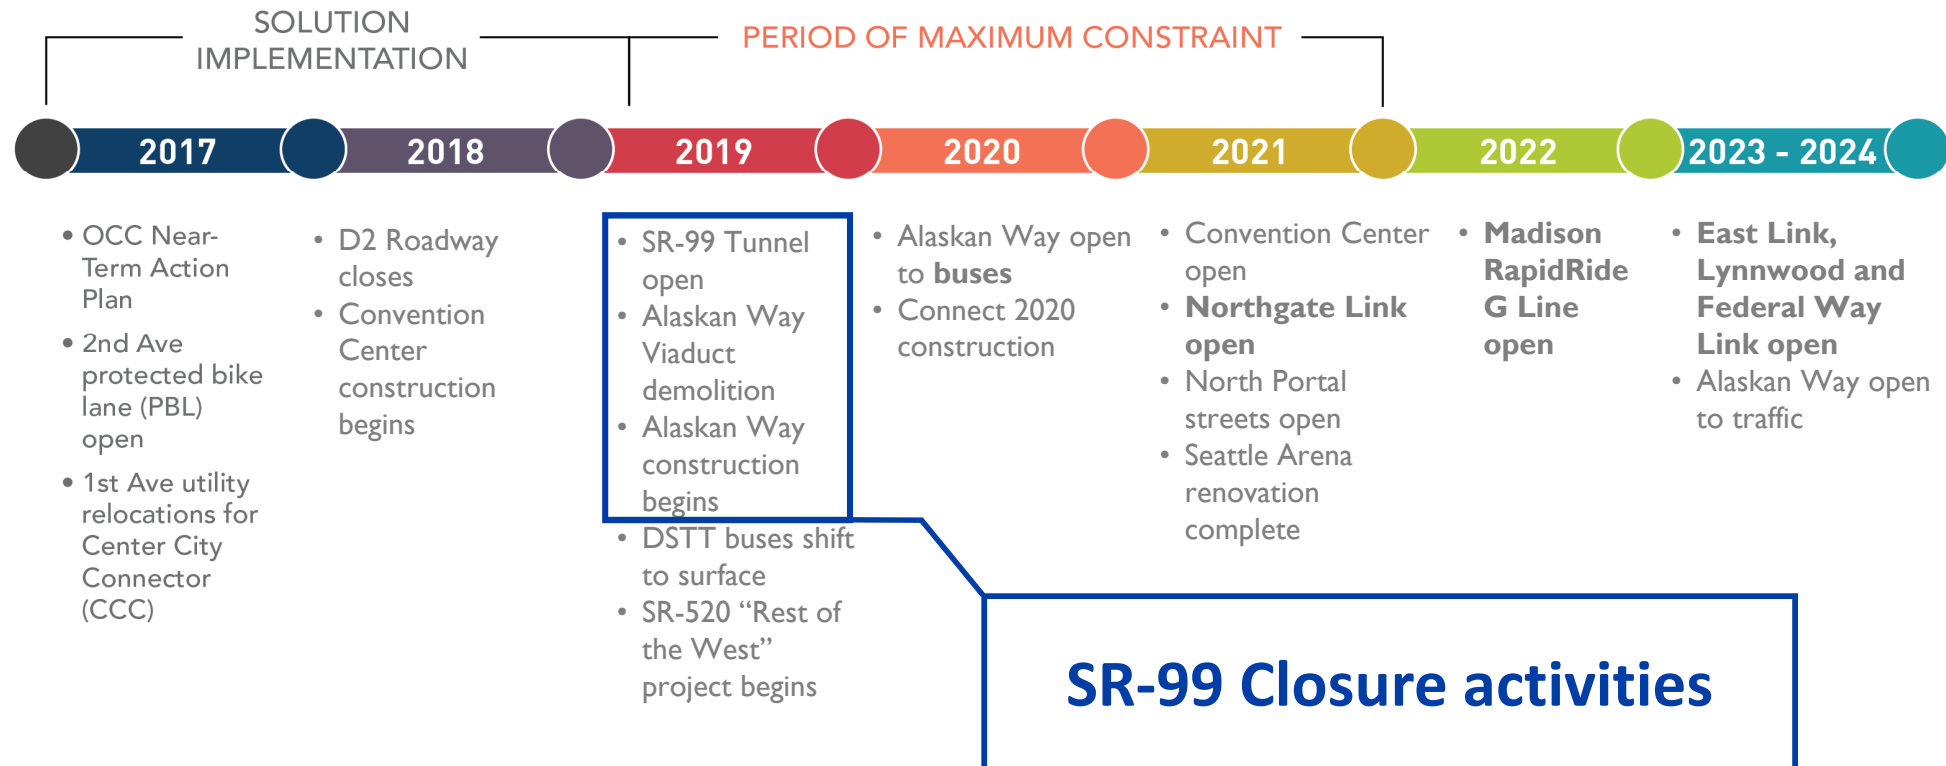 SOLUTION
IMPLEMENTATION
PERIOD OF MAXIMUM CONSTRAINT
2017
2018
2019
2020
2021
2022
2023 - 2024
• OCC Near-
Term Action
Plan
• 2nd Ave
protected bike
lane (PBL)
open
• 1st Ave utility
relocations for
Center City
Connector
(CCC)
• D2 Roadway
closes
• Convention
Center
construction
begins
• SR-99 Tunnel
open
• Alaskan Way
Viaduct
demolition
• Alaskan Way
construction
begins
• DSTT buses shift
to surface
• SR-520 “Rest of
the West”
project begins
• Alaskan Way open
to buses
• Connect 2020
construction
• Convention Center
open
• Northgate Link
open
• North Portal
streets open
• Seattle Arena
renovation
complete
• Madison
RapidRide
G Line
open
• East Link,
Lynnwood and
Federal Way
Link open
• Alaskan Way open
to traffic
SR-99 Closure activities